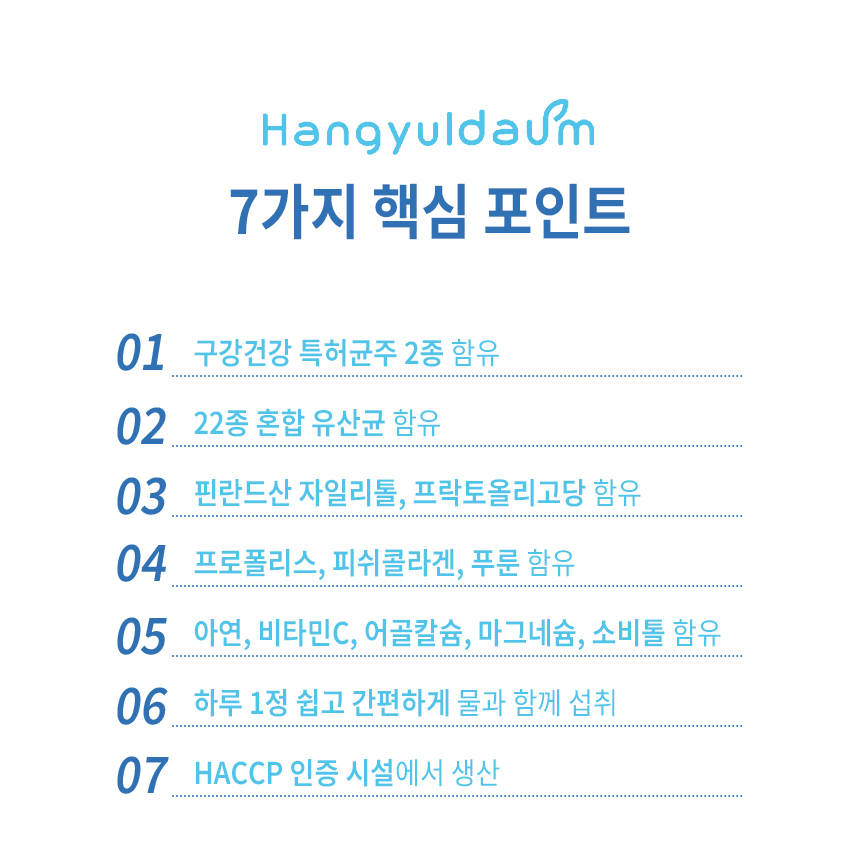 Hangyuldaum
7가지 핵심 포인트
01 구강건강 특허균주 2종 함유
02 22종 혼합 유산균 함유
03 핀란드산 자일리톨, 프락토올리고당 함유
04 프로폴리스, 피쉬콜라겐, 푸룬 함유
05 아연, 비타민C, 어골칼슘, 마그네슘, 소비톨 함유
06 하루 1정 쉽고 간편하게 물과 함께 섭취
07 HACCP 인증 시설에서 생산